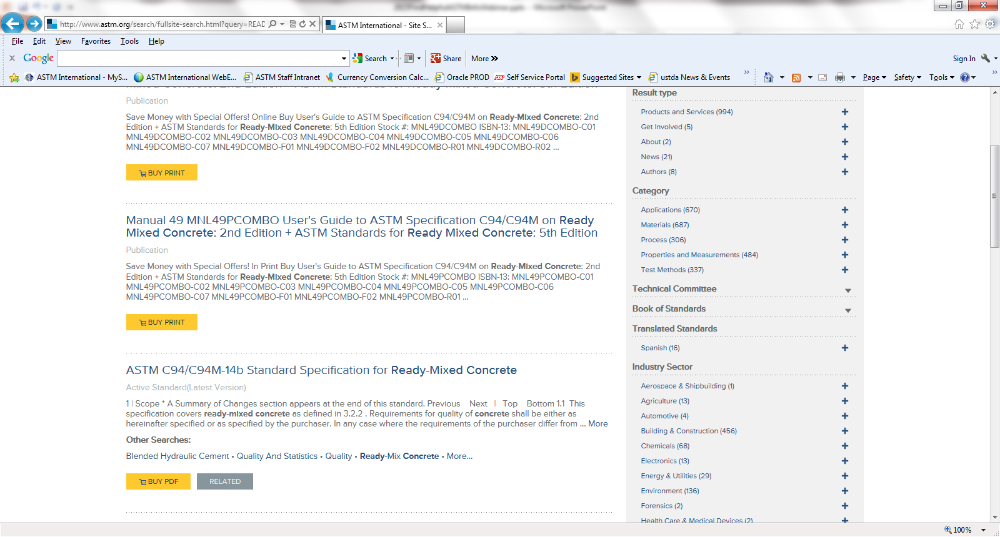 http://www.astm.org/search/fullsite-search.html?query=READ
ASTM International - Site S...
File Edit View Favorites Tools Help
Google Search Share More »
Sign In
ASTM International - MyS... ASTM International WebE... ASTM Staff Intranet Currency Conversion Calc... Oracle PROD Self Service Portal Suggested Sites ustda News & Events
Page Safety Tools
Mixed Concrete: 2nd Edition + ASTM Standards for Ready Mixed Concrete: 5th Edition
Publication
Save Money with Special Offers! Online Buy User's Guide to ASTM Specification C94/C94M on Ready-Mixed Concrete: 2nd
Edition + ASTM Standards for Ready-Mixed Concrete: 5th Edition Stock #: MNL49DCOMBO ISBN-13: MNL49DCOMBO-C01
MNL49DCOMBO-C02 MNL49DCOMBO-C03 MNL49DCOMBO-C04 MNL49DCOMBO-C05 MNL49DCOMBO-C06
MNL49DCOMBO-C07 MNL49DCOMBO-F01 MNL49DCOMBO-F02 MNL49DCOMBO-R01 MNL49DCOMBO-R02 ...
BUY PRINT
Manual 49 MNL49PCOMBO User's Guide to ASTM Specification C94/C94M on Ready
Mixed Concrete: 2nd Edition + ASTM Standards for Ready Mixed Concrete: 5th Edition
Publication
Save Money with Special Offers! In Print Buy User's Guide to ASTM Specification C94/C94M on Ready-Mixed Concrete: 2nd
Edition + ASTM Standards for Ready-Mixed Concrete: 5th Edition Stock #: MNL49PCOMBO ISBN-13: MNL49PCOMBO-C01
MNL49PCOMBO-C02 MNL49PCOMBO-C03 MNL49PCOMBO-C04 MNL49PCOMBO-C05 MNL49PCOMBO-C06
MNL49PCOMBO-C07 MNL49PCOMBO-F01 MNL49PCOMBO-F02 MNL49PCOMBO-R01 ...
BUY PRINT
ASTM C94/C94M-14b Standard Specification for Ready-Mixed Concrete
Active Standard(Latest Version)
1 | Scope * A Summary of Changes section appears at the end of this standard. Previous Next | Top Bottom 1.1 This
specification covers ready-mixed concrete as defined in 3.2.2 . Requirements for quality of concrete shall be either as
hereinafter specified or as specified by the purchaser. In any case where the requirements of the purchaser differ from ... More
Other Searches:
Blended Hydraulic Cement • Quality And Statistics • Quality • Ready-Mix Concrete • More...
BUY PDF RELATED
Result type
Products and Services (994)
Get Involved (5)
About (2)
News (21)
Authors (8)
Category
Applications (670)
Materials (687)
Process (306)
Properties and Measurements (484)
Test Methods (337)
Technical Committee
Book of Standards
Translated Standards
Spanish (16)
Industry Sector
Aerospace & Shipbuilding (1)
Agriculture (13)
Automotive (4)
Building & Construction (456)
Chemicals (68)
Electronics (13)
Energy & Utilities (29)
Environment (136)
Forensics (2)
Health Care & Medical Devices (2)
100%